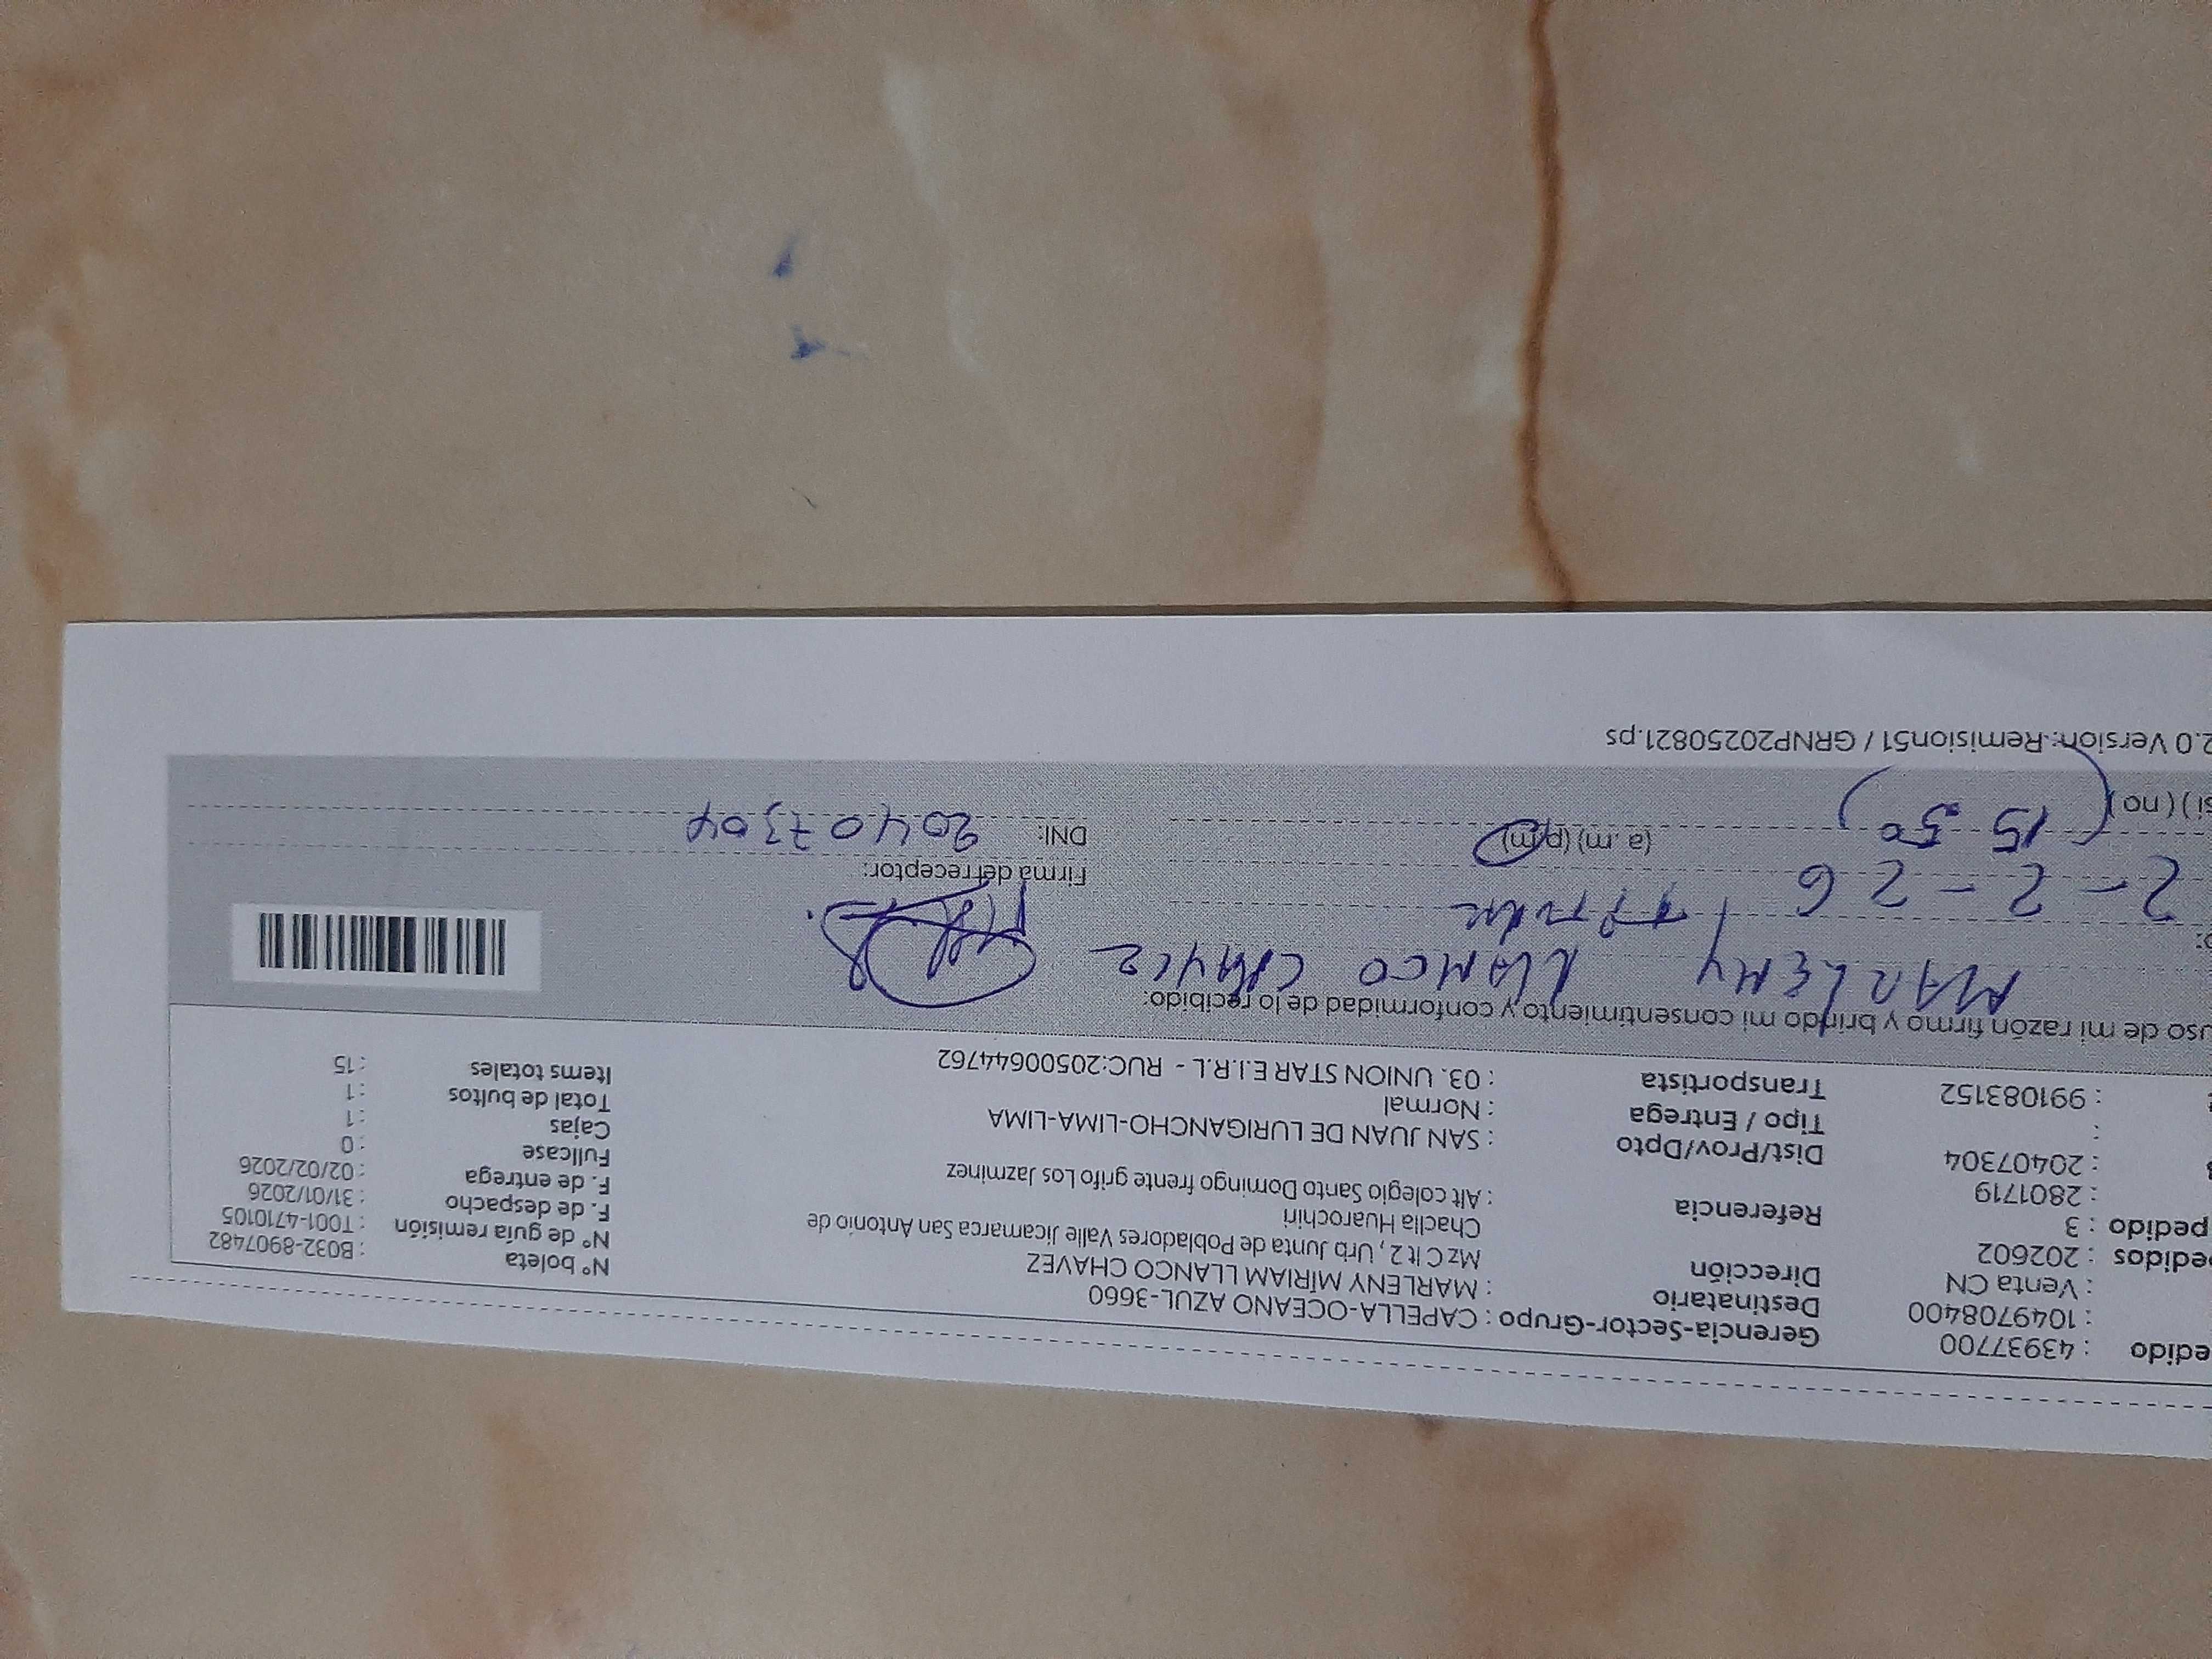 edido : 43937700 Gerencia-Sector-Grupo : CAPELLA-OCEANO AZUL-3660 N° boleta : B032-8907482
: 1049708400 Destinatario : MARLENY MIRIAM LLANCO CHAVEZ N° de guía remisión : T001-4710105
: Venta CN Dirección Mz C lt 2 , Urb Junta de Pobladores Valle Jicamarca San Antonio de F. de despacho : 31/01/2026
edidos : 202602 Chaclla Huarochiri F. de entrega : 02/02/2026
pedido : 3 Referencia : Alt colegio Santo Domingo frente grifo Los Jazminez Fullcase : 0
: 2801719 Dist/Prov/Dpto : SAN JUAN DE LURIGANCHO-LIMA-LIMA Cajas : 1
: 20407304 Tipo / Entrega : Normal Total de bultos : 1
: Transportista : 03. UNION STAR E.I.R.L - RUC:20500644762 Items totales : 15
: 991083152
uso de mi razón firmo y brindo mi consentimiento y conformidad de lo recibido:
MARLENY LLANCO CHAVEZ
2-2-26
Firma del receptor:
(15 50) (a.m) (p.m) DNI: 20407304
si ) ( no )
2.0 Version: Remision51 / GRNP20250821.ps